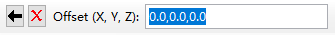 Offset (X, Y, Z): 0.0,0.0,0.0